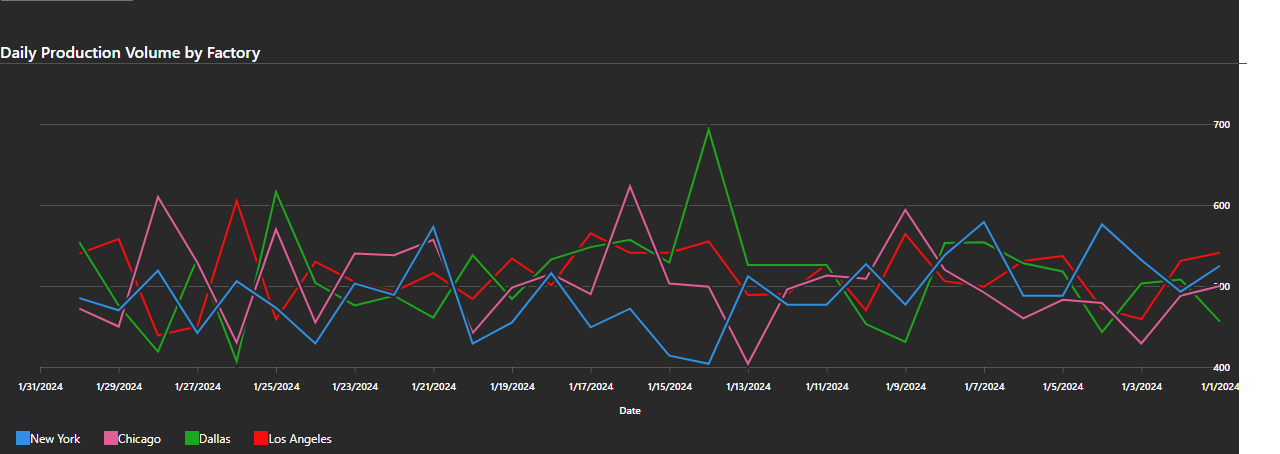 Daily Production Volume by Factory
700
600
500
400
1/31/2024 1/29/2024 1/27/2024 1/25/2024 1/23/2024 1/21/2024 1/19/2024 1/17/2024 1/15/2024 1/13/2024 1/11/2024 1/9/2024 1/7/2024 1/5/2024 1/3/2024 1/1/2024
Date
New York Chicago Dallas Los Angeles